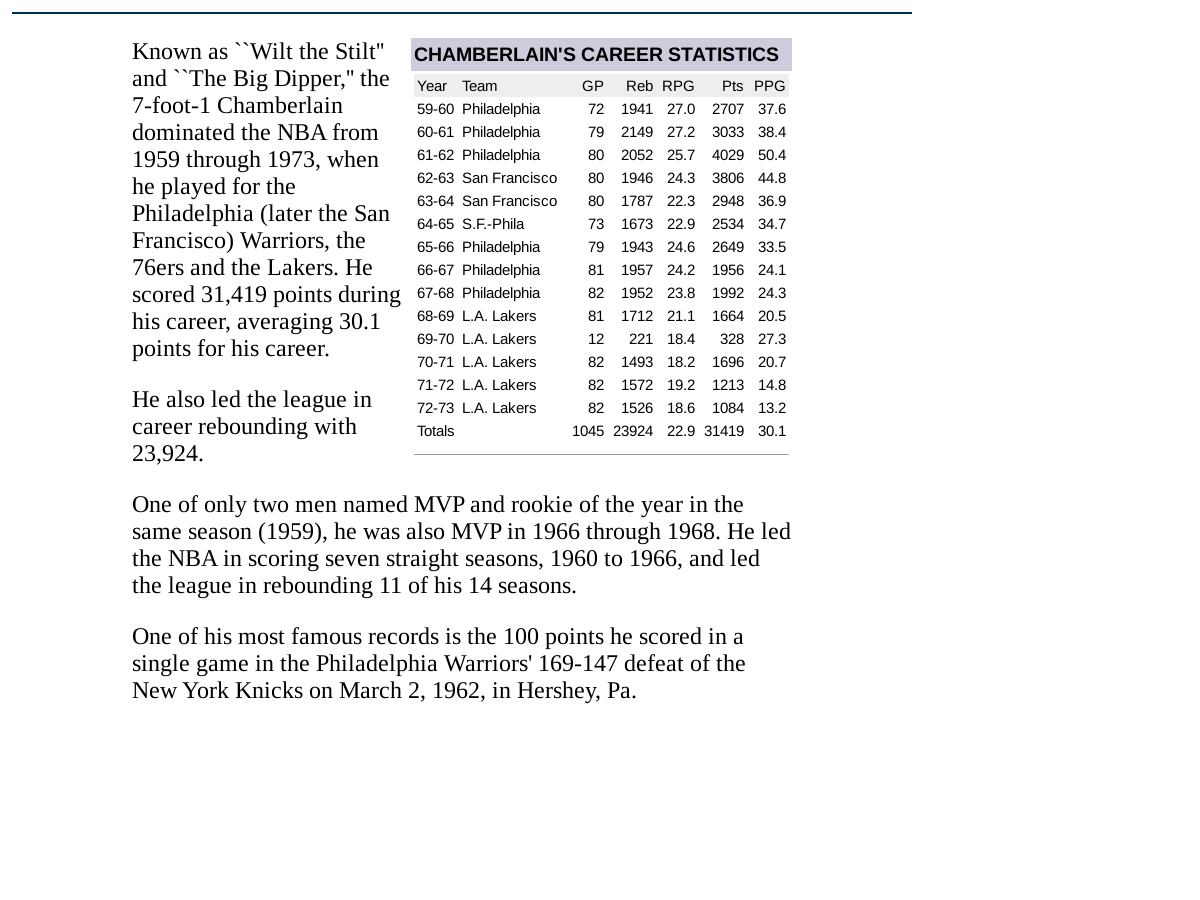 Known as ``Wilt the Stilt''
and ``The Big Dipper,'' the
7-foot-1 Chamberlain
dominated the NBA from
1959 through 1973, when
he played for the
Philadelphia (later the San
Francisco) Warriors, the
76ers and the Lakers. He
scored 31,419 points during
his career, averaging 30.1
points for his career.
He also led the league in
career rebounding with
23,924.
CHAMBERLAIN'S CAREER STATISTICS
Year Team GP Reb RPG Pts PPG
59-60 Philadelphia 72 1941 27.0 2707 37.6
60-61 Philadelphia 79 2149 27.2 3033 38.4
61-62 Philadelphia 80 2052 25.7 4029 50.4
62-63 San Francisco 80 1946 24.3 3806 44.8
63-64 San Francisco 80 1787 22.3 2948 36.9
64-65 S.F.-Phila 73 1673 22.9 2534 34.7
65-66 Philadelphia 79 1943 24.6 2649 33.5
66-67 Philadelphia 81 1957 24.2 1956 24.1
67-68 Philadelphia 82 1952 23.8 1992 24.3
68-69 L.A. Lakers 81 1712 21.1 1664 20.5
69-70 L.A. Lakers 12 221 18.4 328 27.3
70-71 L.A. Lakers 82 1493 18.2 1696 20.7
71-72 L.A. Lakers 82 1572 19.2 1213 14.8
72-73 L.A. Lakers 82 1526 18.6 1084 13.2
Totals 1045 23924 22.9 31419 30.1
One of only two men named MVP and rookie of the year in the
same season (1959), he was also MVP in 1966 through 1968. He led
the NBA in scoring seven straight seasons, 1960 to 1966, and led
the league in rebounding 11 of his 14 seasons.
One of his most famous records is the 100 points he scored in a
single game in the Philadelphia Warriors' 169-147 defeat of the
New York Knicks on March 2, 1962, in Hershey, Pa.